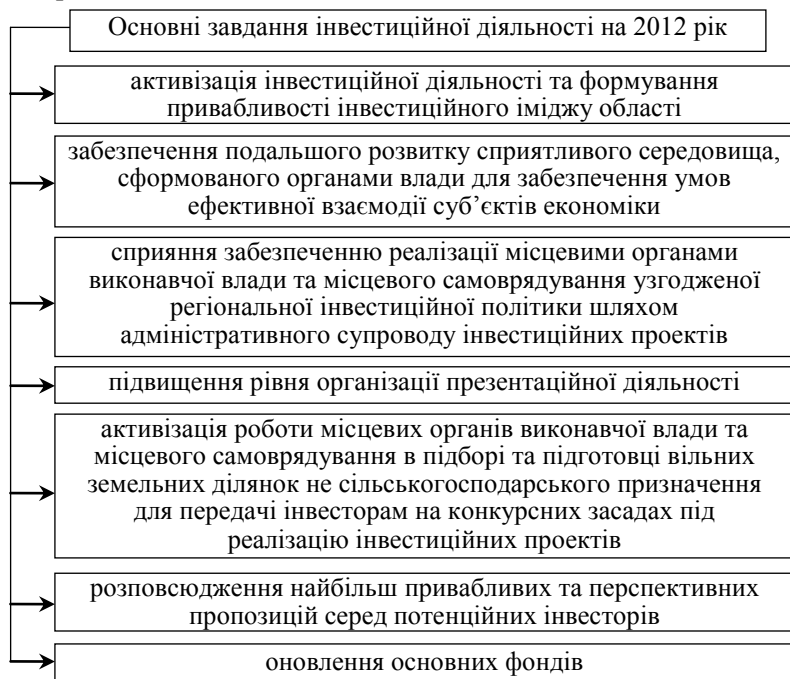 Основні завдання інвестиційної діяльності на 2012 рік
активізація інвестиційної діяльності та формування
привабливості інвестиційного іміджу області
забезпечення подальшого розвитку сприятливого середовища,
сформованого органами влади для забезпечення умов
ефективної взаємодії суб’єктів економіки
сприяння забезпеченню реалізації місцевими органами
виконавчої влади та місцевого самоврядування узгодженої
регіональної інвестиційної політики шляхом
адміністративного супроводу інвестиційних проектів
підвищення рівня організації презентаційної діяльності
активізація роботи місцевих органів виконавчої влади та
місцевого самоврядування в підборі та підготовці вільних
земельних ділянок не сільськогосподарського призначення
для передачі інвесторам на конкурсних засадах під
реалізацію інвестиційних проектів
розповсюдження найбільш привабливих та перспективних
пропозицій серед потенційних інвесторів
оновлення основних фондів